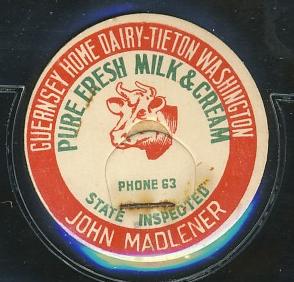 GUERNSEY HOME DAIRY-TIETON WASHINGTON
PURE FRESH MILK & CREAM
PHONE 63
STATE INSPECTED
JOHN MADLENER